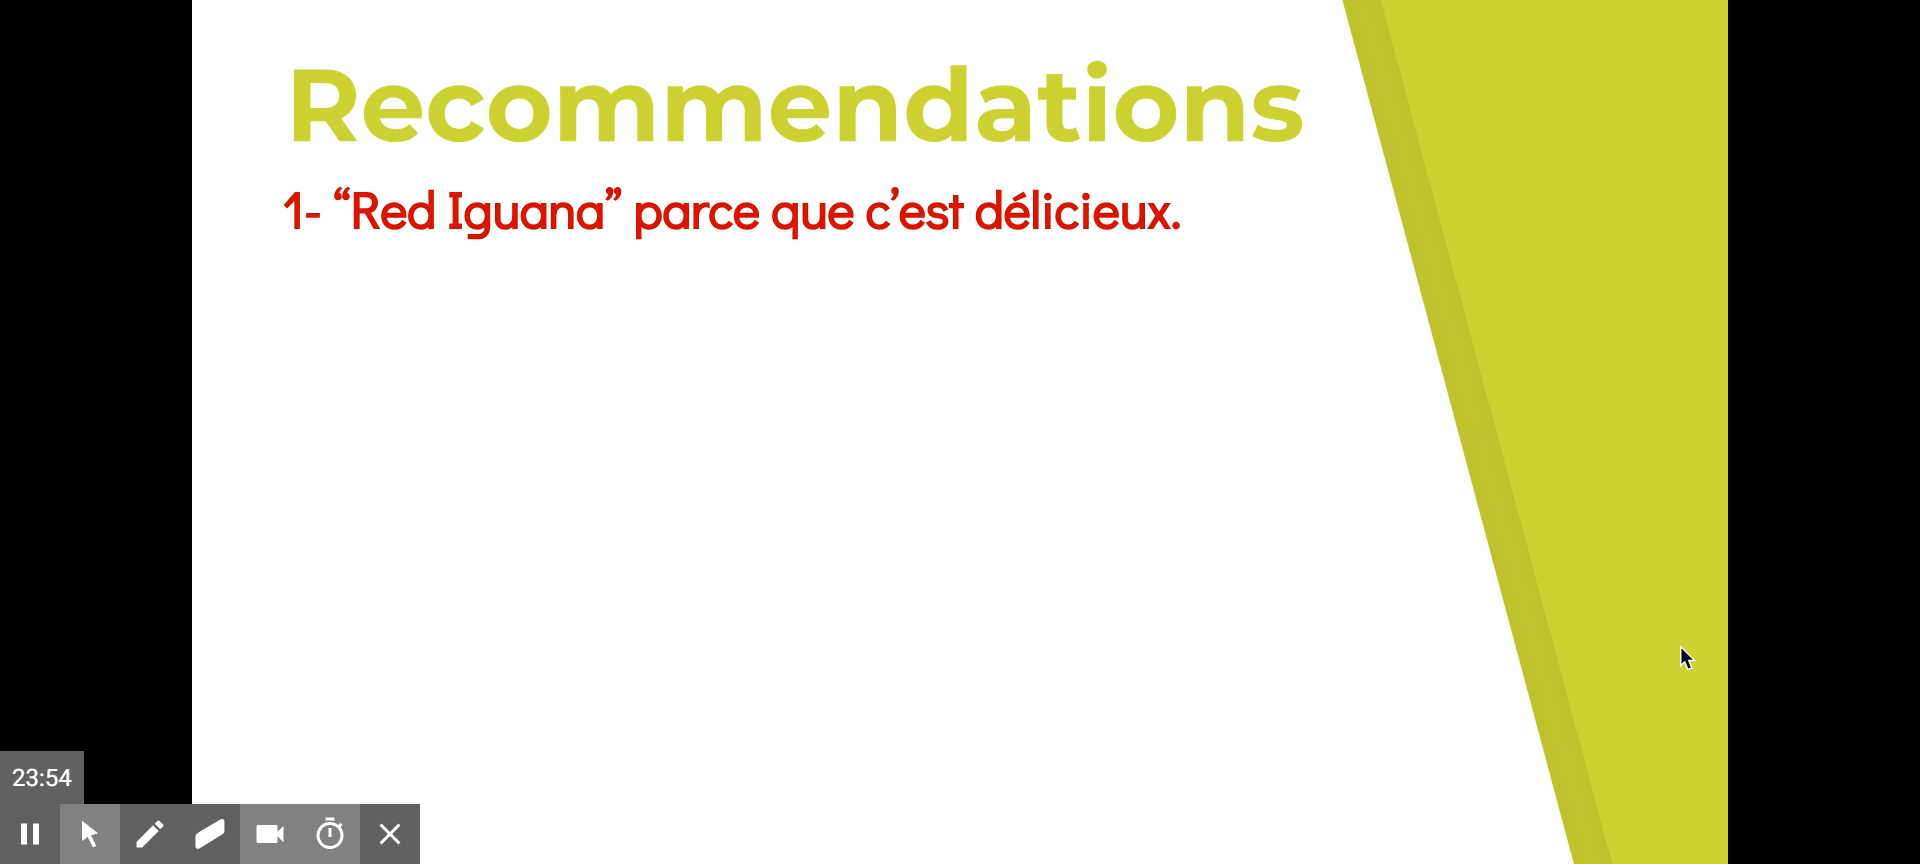 Recommendations
1- “Red Iguana” parce que c’est délicieux.
23:54